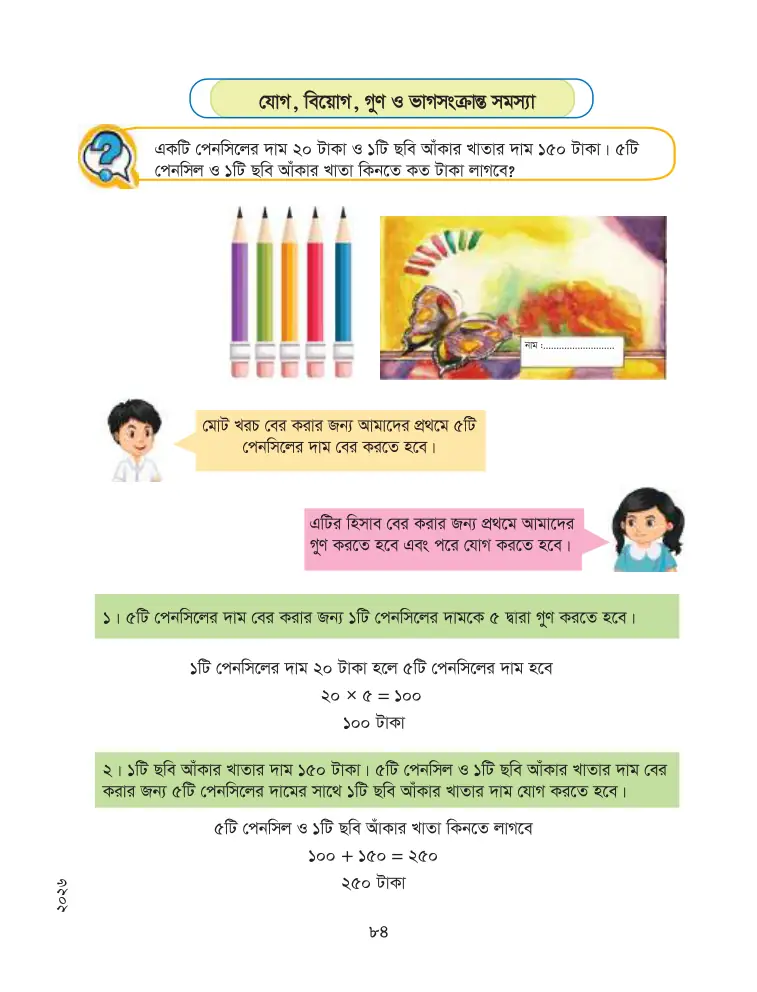 যোগ, বিয়োগ, গুণ ও ভাগসংক্রান্ত সমস্যা
একটি পেনসিলের দাম ২০ টাকা ও ১টি ছবি আঁকার খাতার দাম ১৫০ টাকা। ৫টি
পেনসিল ও ১টি ছবি আঁকার খাতা কিনতে কত টাকা লাগবে?
নাম :...........................
মোট খরচ বের করার জন্য আমাদের প্রথমে ৫টি
পেনসিলের দাম বের করতে হবে।
এটির হিসাব বের করার জন্য প্রথমে আমাদের
গুণ করতে হবে এবং পরে যোগ করতে হবে।
১। ৫টি পেনসিলের দাম বের করার জন্য ১টি পেনসিলের দামকে ৫ দ্বারা গুণ করতে হবে।
১টি পেনসিলের দাম ২০ টাকা হলে ৫টি পেনসিলের দাম হবে
২০ × ৫ = ১০০
১০০ টাকা
২। ১টি ছবি আঁকার খাতার দাম ১৫০ টাকা। ৫টি পেনসিল ও ১টি ছবি আঁকার খাতার দাম বের
করার জন্য ৫টি পেনসিলের দামের সাথে ১টি ছবি আঁকার খাতার দাম যোগ করতে হবে।
৫টি পেনসিল ও ১টি ছবি আঁকার খাতা কিনতে লাগবে
১০০ + ১৫০ = ২৫০
২৫০ টাকা
২০২৬
৮৪